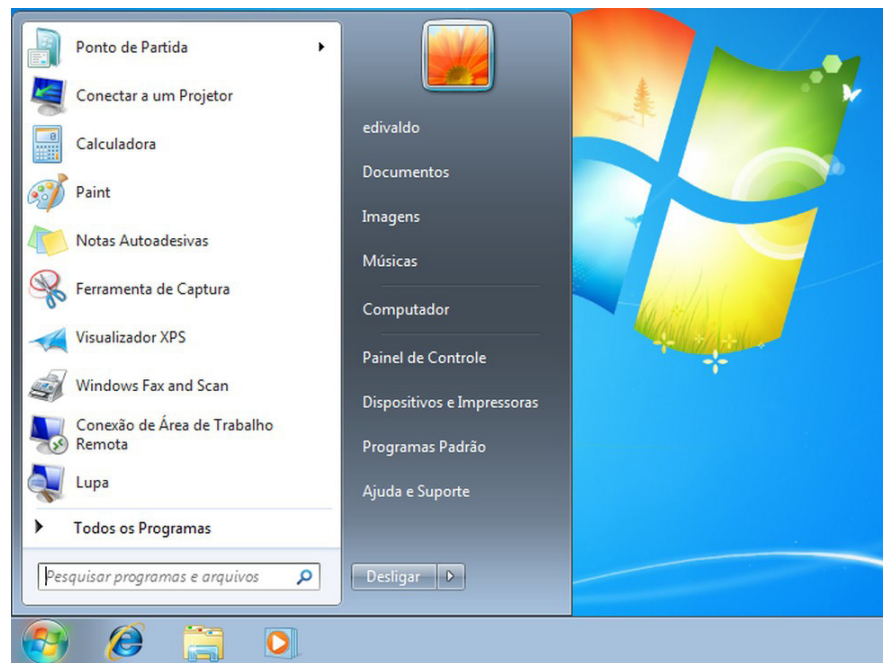 Ponto de Partida
Conectar a um Projetor
Calculadora
Paint
Notas Autoadesivas
Ferramenta de Captura
Visualizador XPS
Windows Fax and Scan
Conexão de Área de Trabalho
Remota
Lupa
Todos os Programas
Pesquisar programas e arquivos
edivaldo
Documentos
Imagens
Músicas
Computador
Painel de Controle
Dispositivos e Impressoras
Programas Padrão
Ajuda e Suporte
Desligar